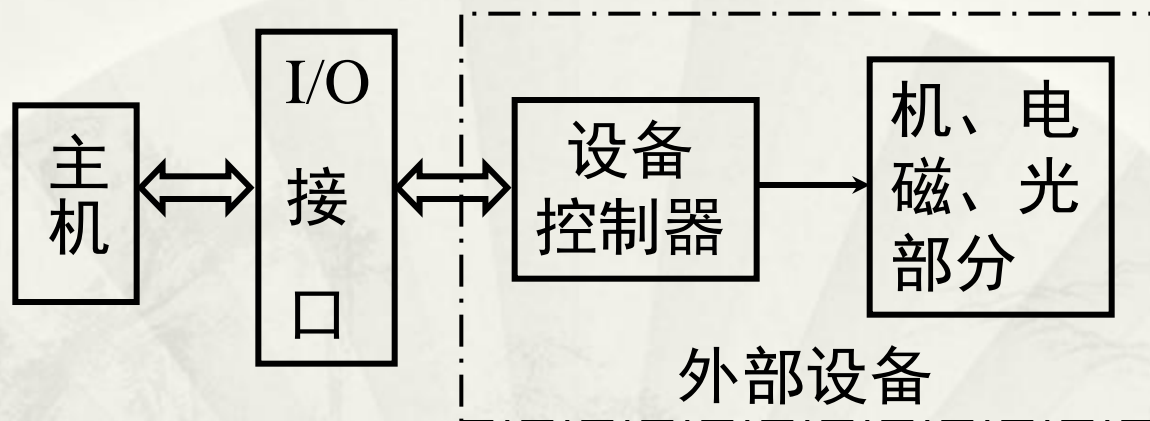 主
机
I/O
接
口
设备
控制器
机、电
磁、光
部分
外部设备